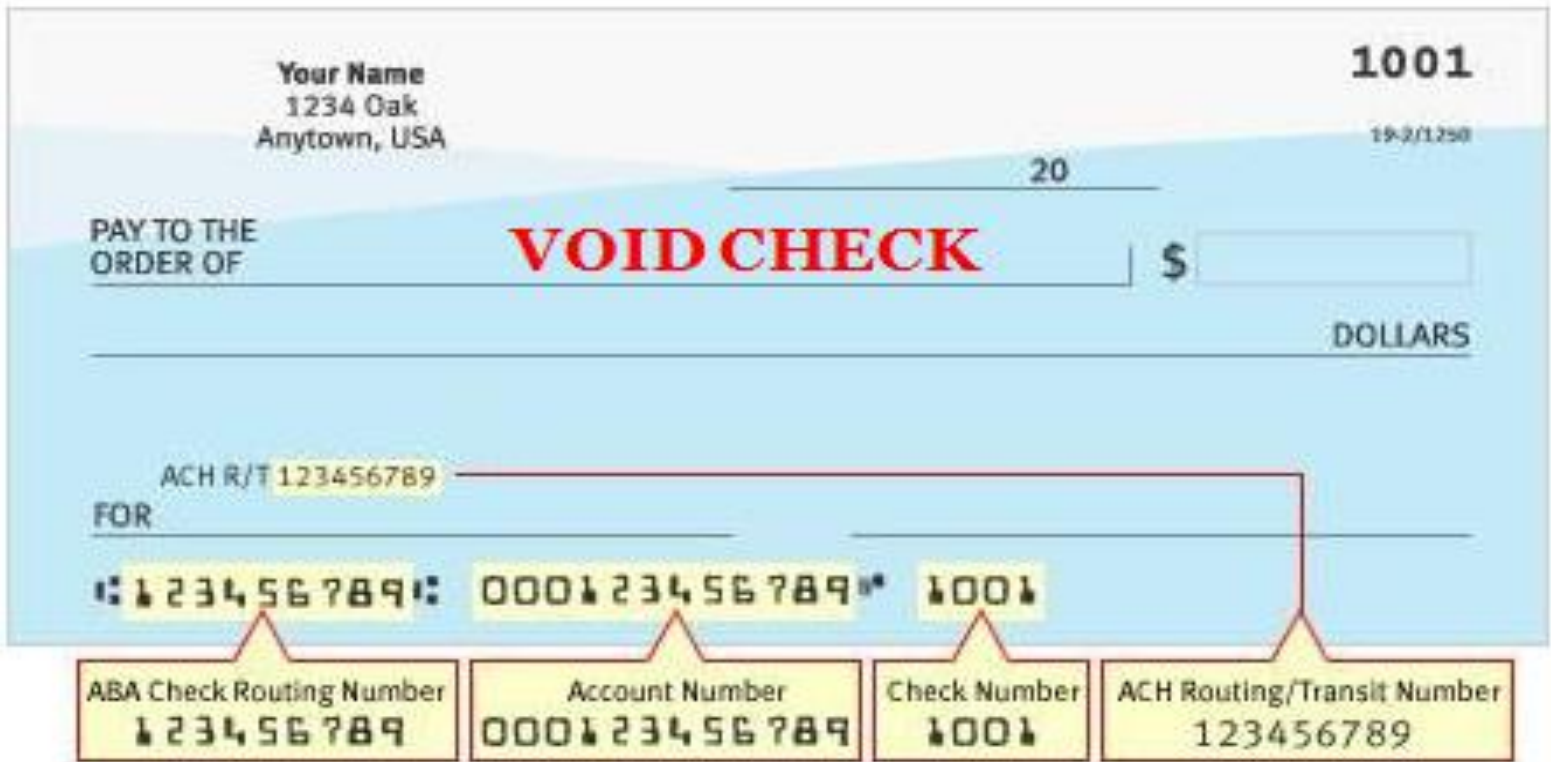 Your Name
1234 Oak
Anytown, USA
1001
19-2/1250
20
PAY TO THE
ORDER OF
VOID CHECK
$
DOLLARS
ACH R/T 123456789
FOR
⑆123456789⑆ 000123456789⑈ 1001
ABA Check Routing Number
123456789
Account Number
000123456789
Check Number
1001
ACH Routing/Transit Number
123456789